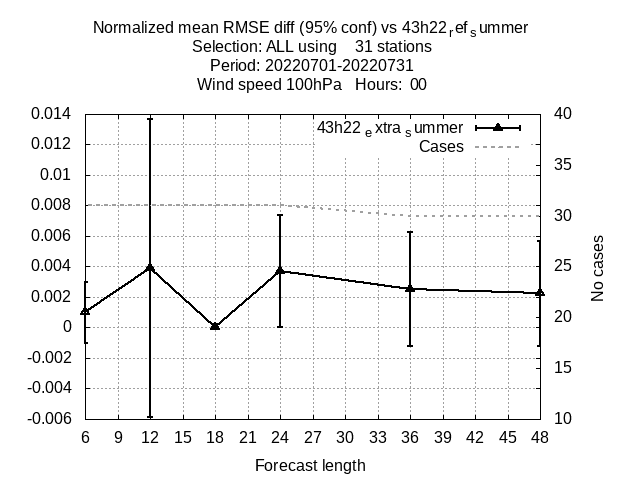 Normalized mean RMSE diff (95% conf) vs 43h22refsummer
Selection: ALL using 31 stations
Period: 20220701-20220731
Wind speed 100hPa Hours: 00
43h22extrasummer
Cases
0.014
0.012
0.01
0.008
0.006
0.004
0.002
0
-0.002
-0.004
-0.006
40
35
30
25
20
15
10
No cases
6 9 12 15 18 21 24 27 30 33 36 39 42 45 48
Forecast length